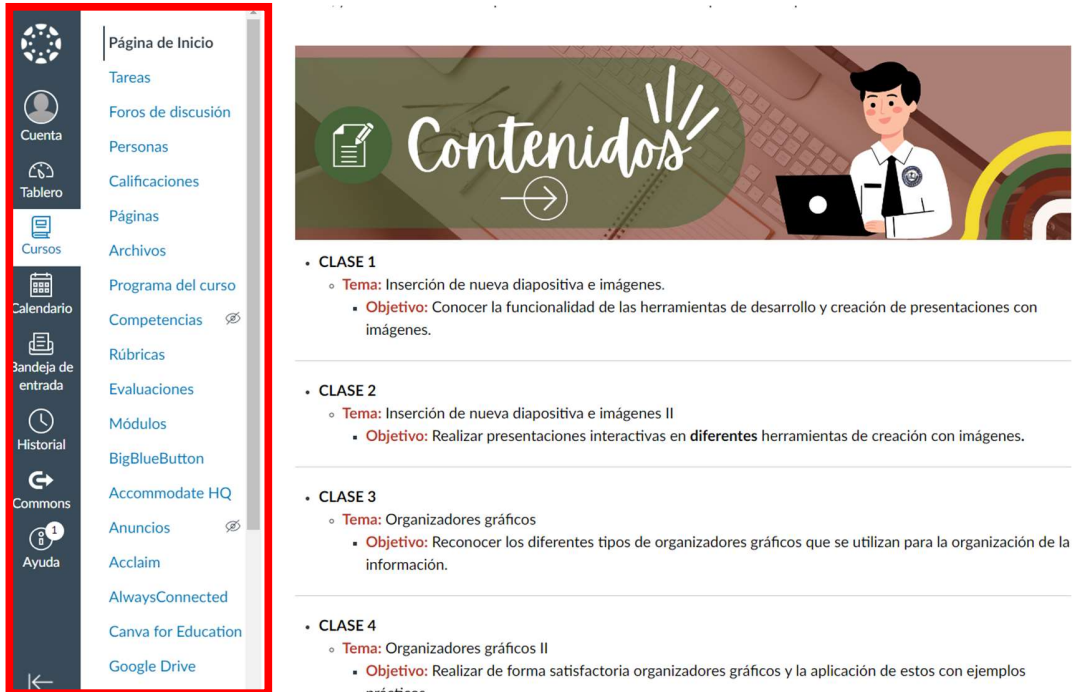 Cuenta
Tablero
Cursos
Calendario
Bandeja de
entrada
Historial
Commons
1
Ayuda
Página de Inicio
Tareas
Foros de discusión
Personas
Calificaciones
Páginas
Archivos
Programa del curso
Competencias
Rúbricas
Evaluaciones
Módulos
BigBlueButton
Accommodate HQ
Anuncios
Acclaim
AlwaysConnected
Canva for Education
Google Drive
Contenidos
• CLASE 1
◦ Tema: Inserción de nueva diapositiva e imágenes.
▪ Objetivo: Conocer la funcionalidad de las herramientas de desarrollo y creación de presentaciones con
imágenes.
• CLASE 2
◦ Tema: Inserción de nueva diapositiva e imágenes II
▪ Objetivo: Realizar presentaciones interactivas en diferentes herramientas de creación con imágenes.
• CLASE 3
◦ Tema: Organizadores gráficos
▪ Objetivo: Reconocer los diferentes tipos de organizadores gráficos que se utilizan para la organización de la
información.
• CLASE 4
◦ Tema: Organizadores gráficos II
▪ Objetivo: Realizar de forma satisfactoria organizadores gráficos y la aplicación de estos con ejemplos